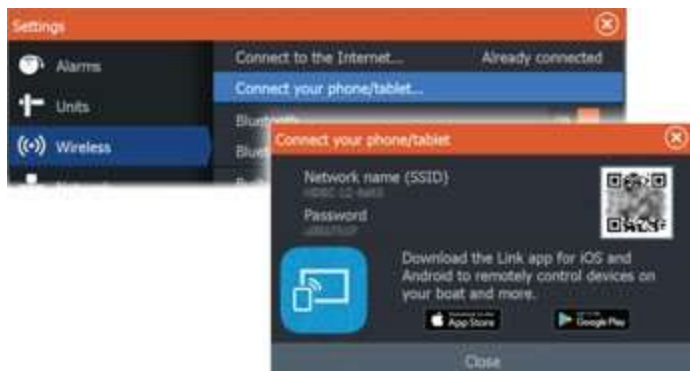 Settings
Alarms
Units
Wireless
Connect to the Internet... Already connected
Connect your phone/tablet...
Connect your phone/tablet
Network name (SSID)
Password
Download the Link app for iOS and
Android to remotely control devices on
your boat and more.
App Store
Google Play
Close